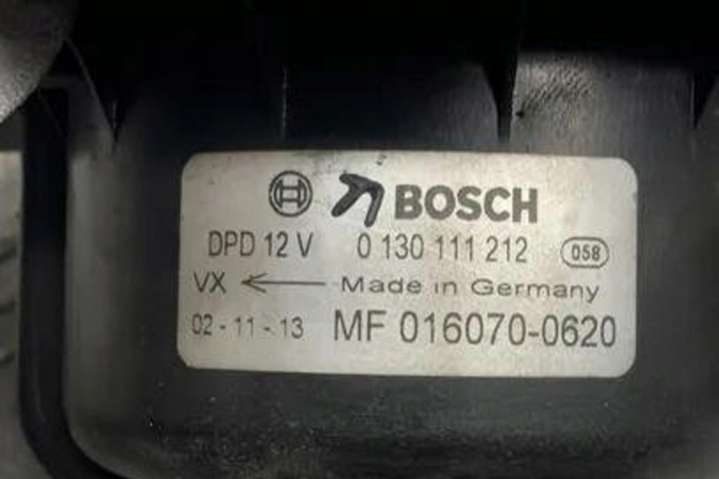 BOSCH
DPD 12 V 0 130 111 212 058
VX Made in Germany
02-11-13 MF 016070-0620